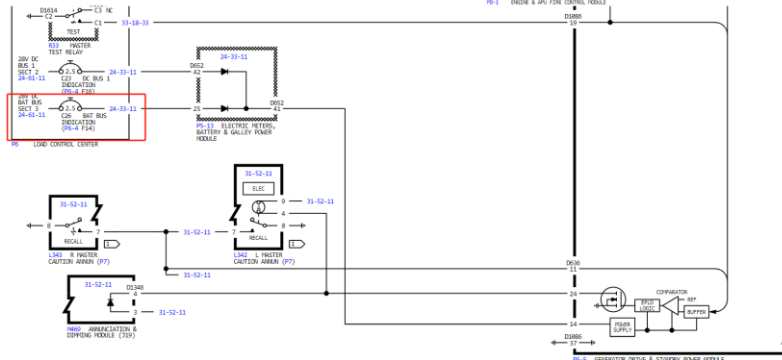 P8-1 ENGINE & APU FIRE CONTROL MODULE
D1614
C2
C3 NC
C1
33-18-33
TEST
R33 MASTER
TEST RELAY
D1086
19
28V DC
BUS 1
SECT 2
24-61-11
2.5
C23 DC BUS 1
INDICATION
(P6-4 F16)
24-33-11
D652
42
24-33-11
28V DC
BAT BUS
SECT 3
24-61-11
2.5
C26 BAT BUS
INDICATION
(P6-4 F14)
24-33-11
25
D652
41
P6 LOAD CONTROL CENTER
P5-13 ELECTRIC METERS,
BATTERY & GALLEY POWER
MODULE
31-52-11
8
7
RECALL
1
L343 R MASTER
CAUTION ANNUN (P7)
31-52-11
31-52-11
ELEC
9
31-52-11
4
7
8
RECALL
1
L342 L MASTER
CAUTION ANNUN (P7)
31-52-11
31-52-11
D1346
4
3
31-52-11
M469 ANNUNCIATION &
DIMMING MODULE (J19)
D636
11
24
14
D1086
37
EPLD
LOGIC
COMPARATOR
REF
BUFFER
POWER
SUPPLY
P5-5 GENERATOR DRIVE & STANDBY POWER MODULE